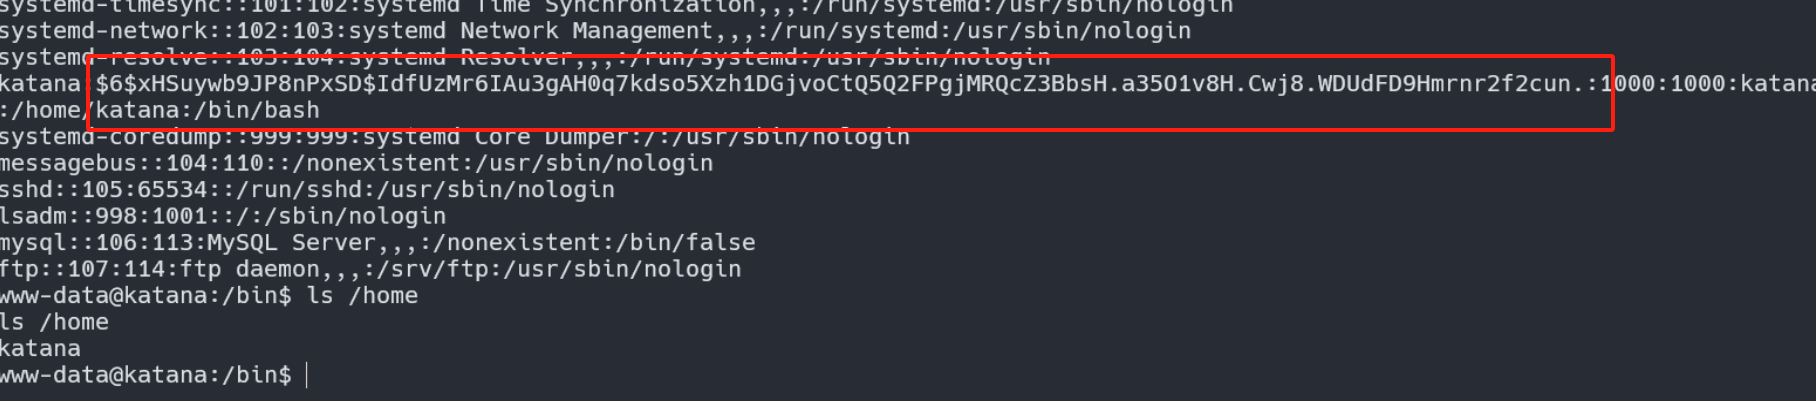 systemd-timesync::101:102:systemd Time Synchronization,,,:/run/systemd:/usr/sbin/nologin
systemd-network::102:103:systemd Network Management,,,:/run/systemd:/usr/sbin/nologin
systemd-resolve::103:104:systemd Resolver,,,:/run/systemd:/usr/sbin/nologin
katana:$6$xHSuywb9JP8nPxSD$IdfUzMr6IAu3gAH0q7kdso5Xzh1DGjvoCtQ5Q2FPgjMRQcZ3BbsH.a35O1v8H.Cwj8.WDUdFD9Hmrnr2f2cun.:1000:1000:katana
:/home/katana:/bin/bash
systemd-coredump::999:999:systemd Core Dumper:/:/usr/sbin/nologin
messagebus::104:110::/nonexistent:/usr/sbin/nologin
sshd::105:65534::/run/sshd:/usr/sbin/nologin
lsadm::998:1001::/:/sbin/nologin
mysql::106:113:MySQL Server,,,:/nonexistent:/bin/false
ftp::107:114:ftp daemon,,,:/srv/ftp:/usr/sbin/nologin
www-data@katana:/bin$ ls /home
ls /home
katana
www-data@katana:/bin$